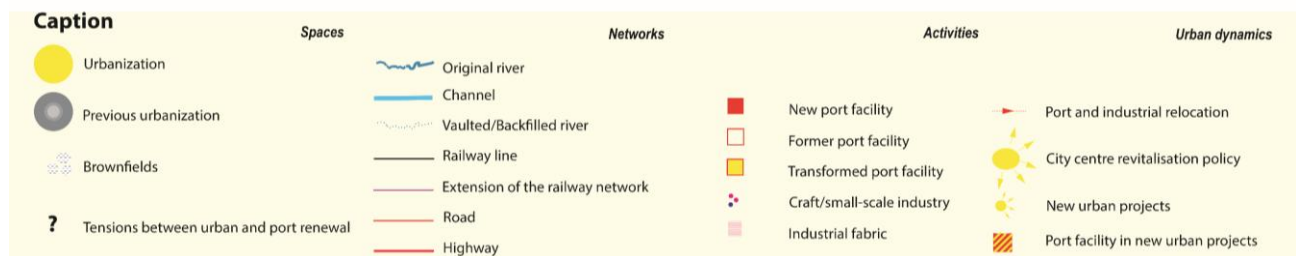 Caption
Spaces
Urbanization
Previous urbanization
Brownfields
? Tensions between urban and port renewal
Networks
Original river
Channel
Vaulted/Backfilled river
Railway line
Extension of the railway network
Road
Highway
Activities
New port facility
Former port facility
Transformed port facility
Craft/small-scale industry
Industrial fabric
Urban dynamics
Port and industrial relocation
City centre revitalisation policy
New urban projects
Port facility in new urban projects